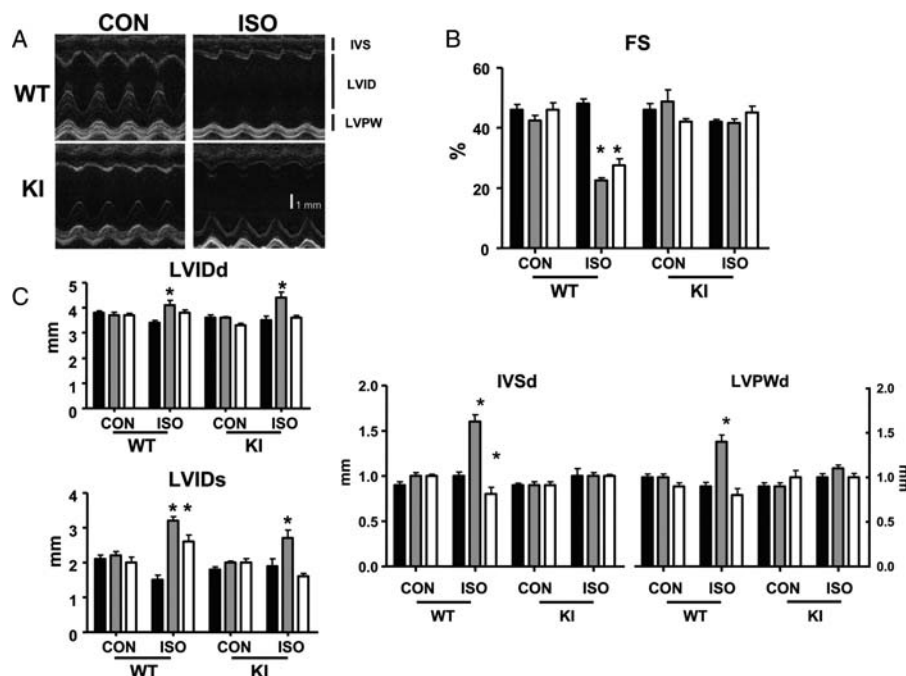 CON ISO
A
IVS
WT
LVID
LVPW
KI
1 mm
B
FS
60
40
20
0
%
* *
CON ISO CON ISO
WT KI
C
LVIDd
5
4
3
2
1
0
mm
* *
CON ISO CON ISO
WT KI
LVIDs
4
3
2
1
0
mm
* * *
CON ISO CON ISO
WT KI
IVSd
2.0
1.5
1.0
0.5
0.0
mm
*
*
CON ISO CON ISO
WT KI
LVPWd
*
2.0
1.5
1.0
0.5
0.0
mm
CON ISO CON ISO
WT KI